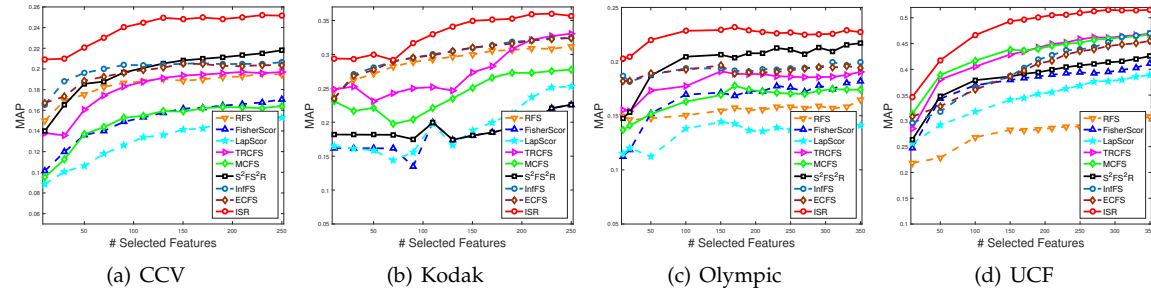 MAP
0.26
0.24
0.22
0.2
0.18
0.16
0.14
0.12
0.1
0.08
0.06
50 100 150 200 250
# Selected Features
RFS
FisherScor
LapScor
TRCFS
MCFS
S²FS²R
InfFS
ECFS
ISR
(a) CCV
MAP
0.35
0.3
0.25
0.2
0.15
0.1
0.05
50 100 150 200 250
# Selected Features
RFS
FisherScor
LapScor
TRCFS
MCFS
S²FS²R
InfFS
ECFS
ISR
(b) Kodak
MAP
0.25
0.2
0.15
0.1
0.05
50 100 150 200 250 300 350
# Selected Features
RFS
FisherScor
LapScor
TRCFS
MCFS
S²FS²R
InfFS
ECFS
ISR
(c) Olympic
MAP
0.5
0.45
0.4
0.35
0.3
0.25
0.2
0.15
0.1
50 100 150 200 250 300 350
# Selected Features
RFS
FisherScor
LapScor
TRCFS
MCFS
S²FS²R
InfFS
ECFS
ISR
(d) UCF